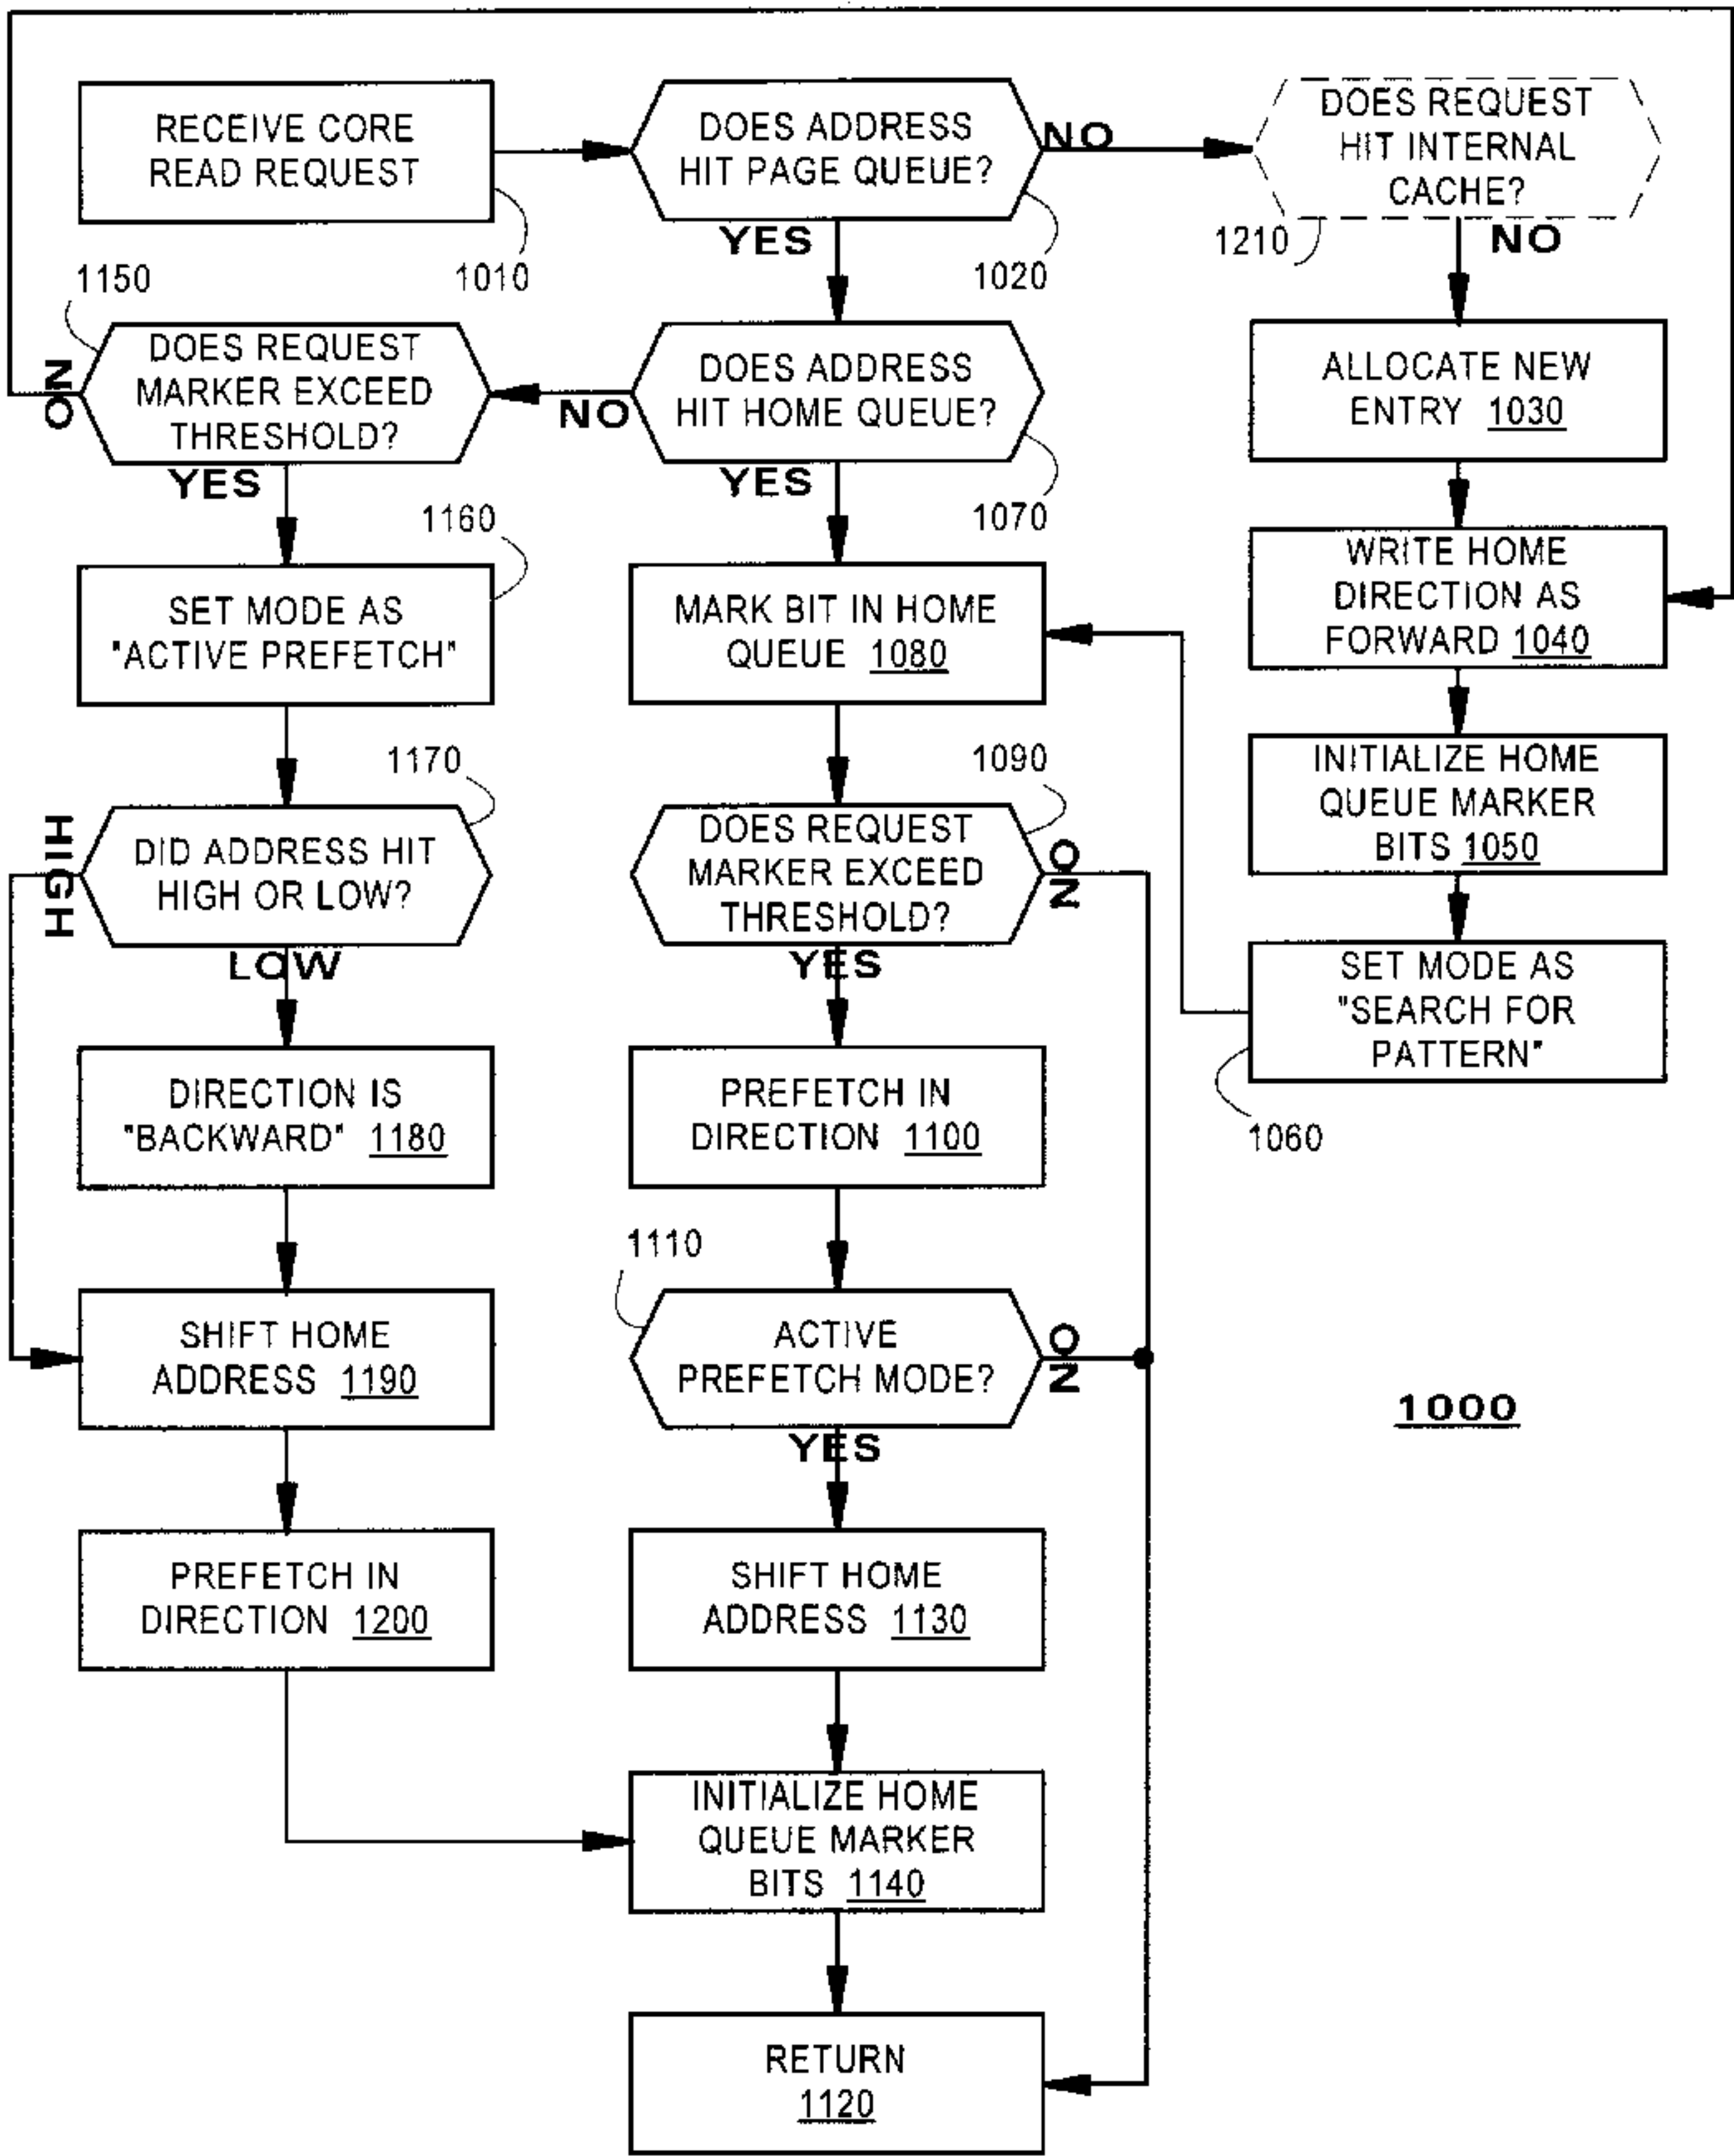 RECEIVE CORE
READ REQUEST
1010
DOES ADDRESS
HIT PAGE QUEUE?
1020
NO
YES
DOES REQUEST
HIT INTERNAL
CACHE?
1210
NO
1150
DOES REQUEST
MARKER EXCEED
THRESHOLD?
NO
YES
DOES ADDRESS
HIT HOME QUEUE?
NO
YES
1070
ALLOCATE NEW
ENTRY 1030
1160
SET MODE AS
"ACTIVE PREFETCH"
MARK BIT IN HOME
QUEUE 1080
WRITE HOME
DIRECTION AS
FORWARD 1040
1170
DID ADDRESS HIT
HIGH OR LOW?
HIGH
LOW
1090
DOES REQUEST
MARKER EXCEED
THRESHOLD?
NO
YES
INITIALIZE HOME
QUEUE MARKER
BITS 1050
SET MODE AS
"SEARCH FOR
PATTERN"
1060
DIRECTION IS
"BACKWARD" 1180
PREFETCH IN
DIRECTION 1100
1110
SHIFT HOME
ADDRESS 1190
ACTIVE
PREFETCH MODE?
NO
YES
1000
PREFETCH IN
DIRECTION 1200
SHIFT HOME
ADDRESS 1130
INITIALIZE HOME
QUEUE MARKER
BITS 1140
RETURN
1120